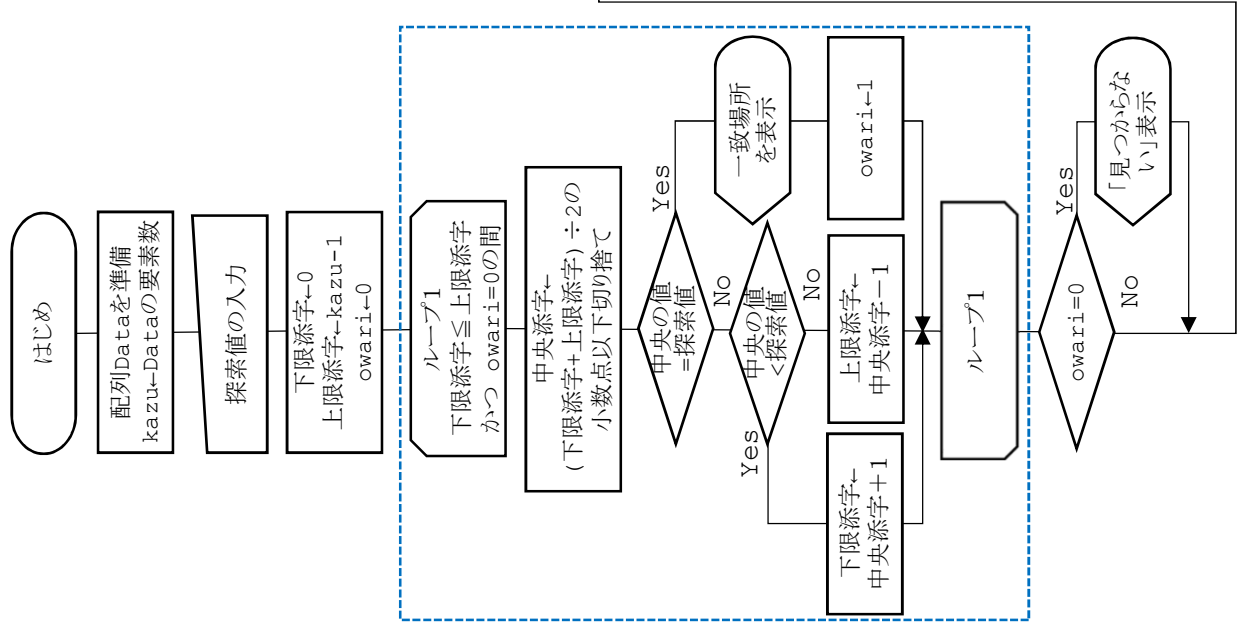 はじめ
配列Dataを準備
kazu←Dataの要素数
探索値の入力
下限添字←0
上限添字←kazu-1
owari←0
ループ1
下限添字≦上限添字
かつ owari=0の間
中央添字←
(下限添字+上限添字)÷2の
小数点以下切り捨て
中央の値
=探索値
Yes
No
一致場所
を表示
owari←1
中央の値
<探索値
Yes
No
下限添字←
中央添字+1
上限添字←
中央添字-1
ループ1
owari=0
Yes
No
「見つからな
い」表示